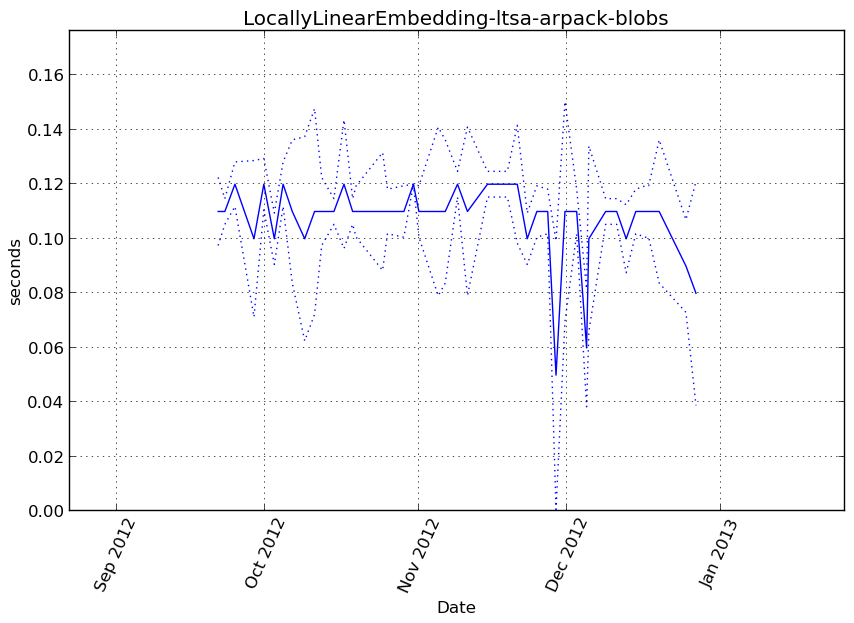 LocallyLinearEmbedding-ltsa-arpack-blobs
0.16
0.14
0.12
0.10
0.08
0.06
0.04
0.02
0.00
seconds
Sep 2012
Oct 2012
Nov 2012
Dec 2012
Jan 2013
Date